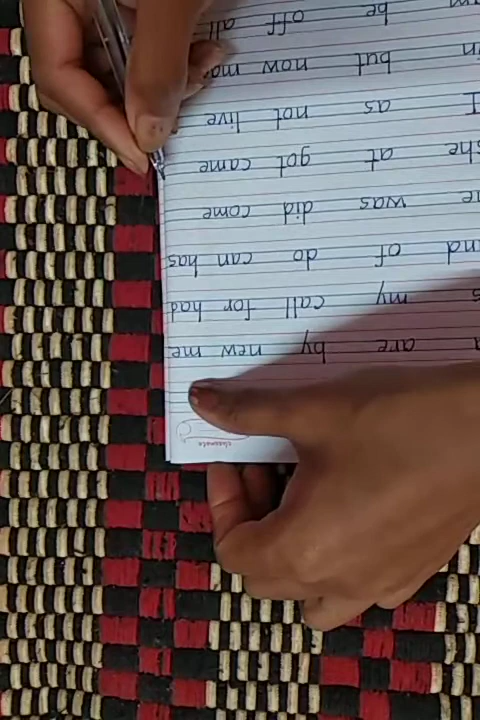 classmate
are by new me
my call for had
of do can has
was did come
she at got came
I as not live
but now
be off all